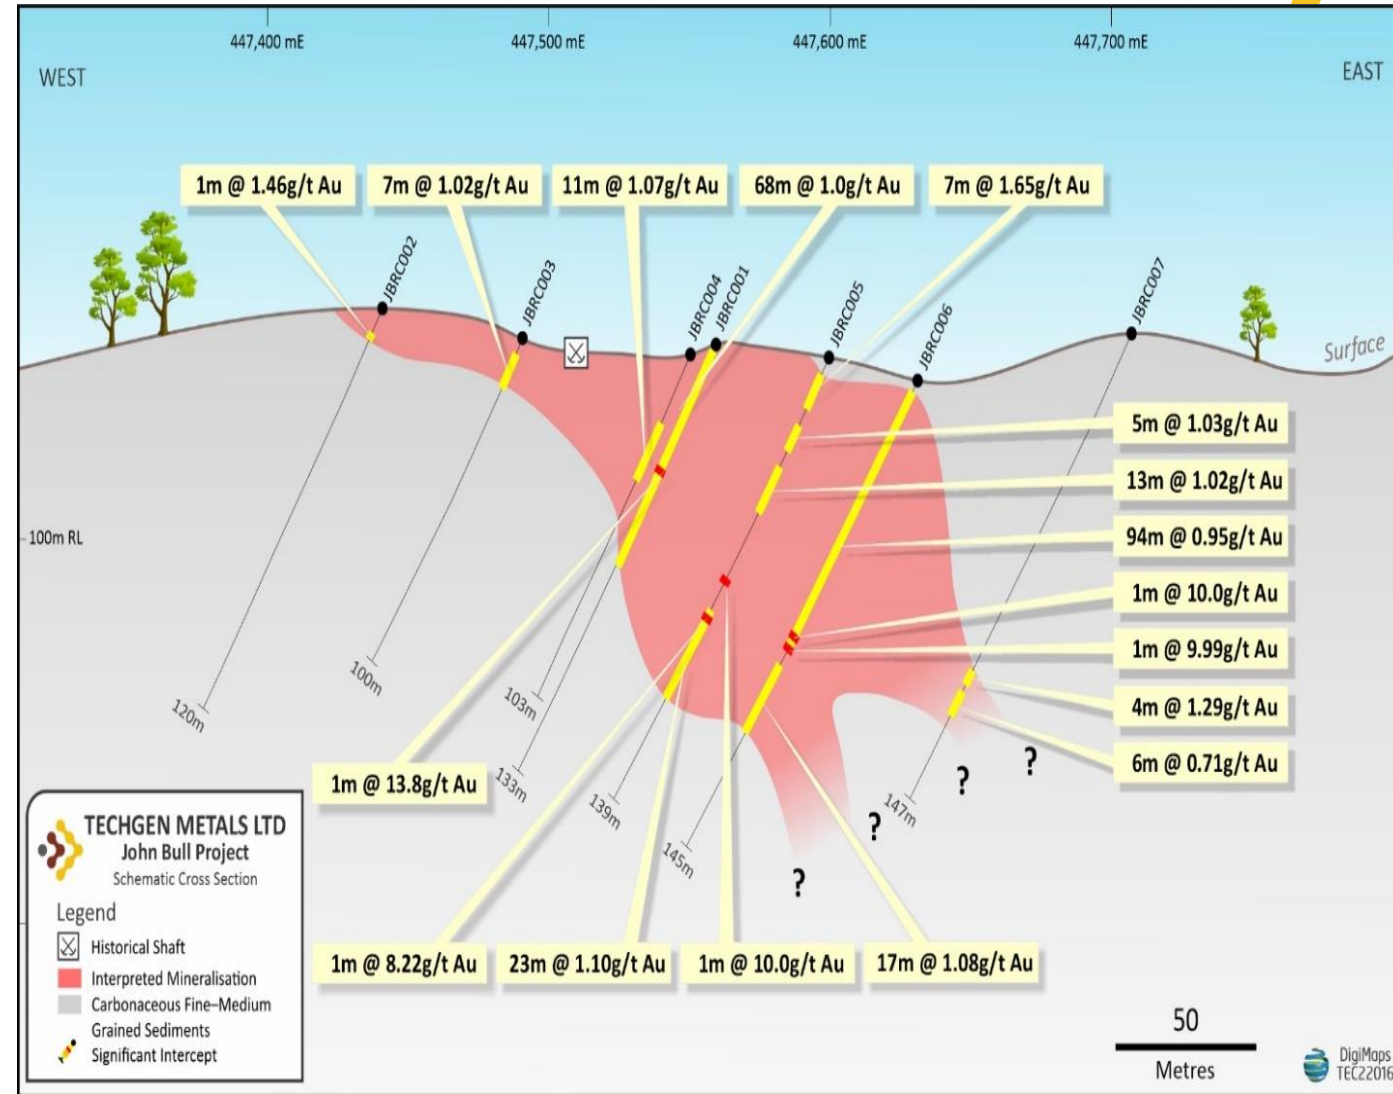 447,400 mE
447,500 mE
447,600 mE
447,700 mE
WEST
EAST
1m @ 1.46g/t Au
7m @ 1.02g/t Au
11m @ 1.07g/t Au
68m @ 1.0g/t Au
7m @ 1.65g/t Au
JBRC002
JBRC003
JBRC004
JBRC001
JBRC005
JBRC006
JBRC007
Surface
5m @ 1.03g/t Au
13m @ 1.02g/t Au
100m RL
94m @ 0.95g/t Au
1m @ 10.0g/t Au
1m @ 9.99g/t Au
4m @ 1.29g/t Au
6m @ 0.71g/t Au
120m
100m
103m
133m
139m
145m
147m
?
?
?
?
1m @ 13.8g/t Au
1m @ 8.22g/t Au
23m @ 1.10g/t Au
1m @ 10.0g/t Au
17m @ 1.08g/t Au
TECHGEN METALS LTD
John Bull Project
Schematic Cross Section
Legend
Historical Shaft
Interpreted Mineralisation
Carbonaceous Fine–Medium
Grained Sediments
Significant Intercept
50
Metres
DigiMaps
TEC22016